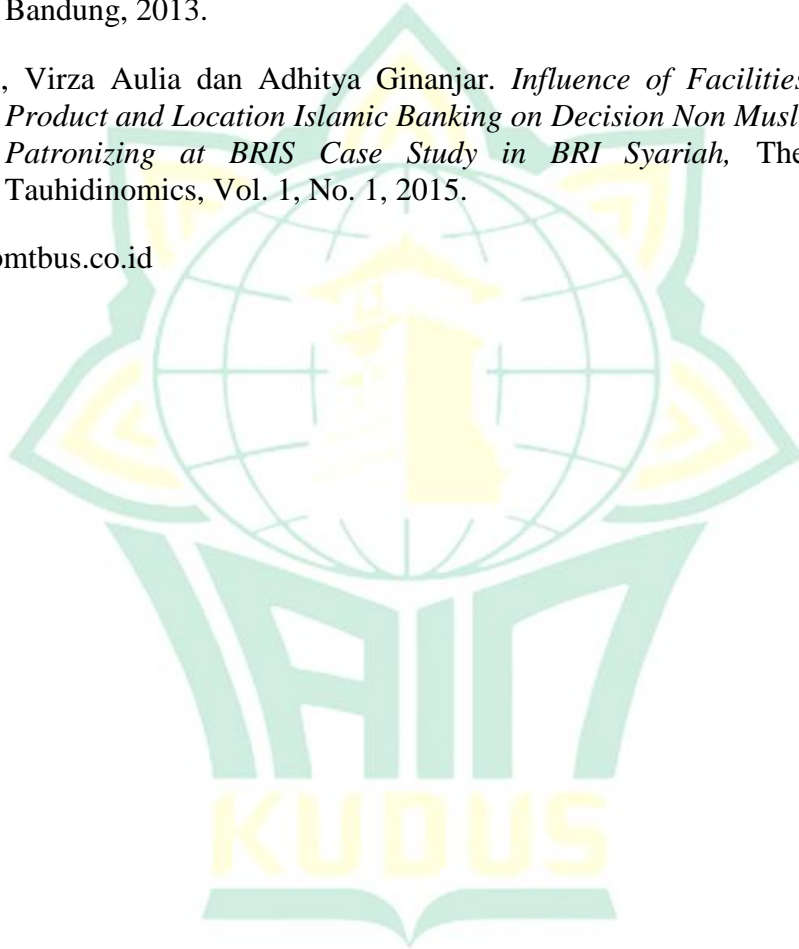 Bandung, 2013.
, Virza Aulia dan Adhitya Ginanjar. Influence of Facilities
Product and Location Islamic Banking on Decision Non Musl
Patronizing at BRIS Case Study in BRI Syariah, The
Tauhidinomics, Vol. 1, No. 1, 2015.
omtbus.co.id
IAIN
KUDUS